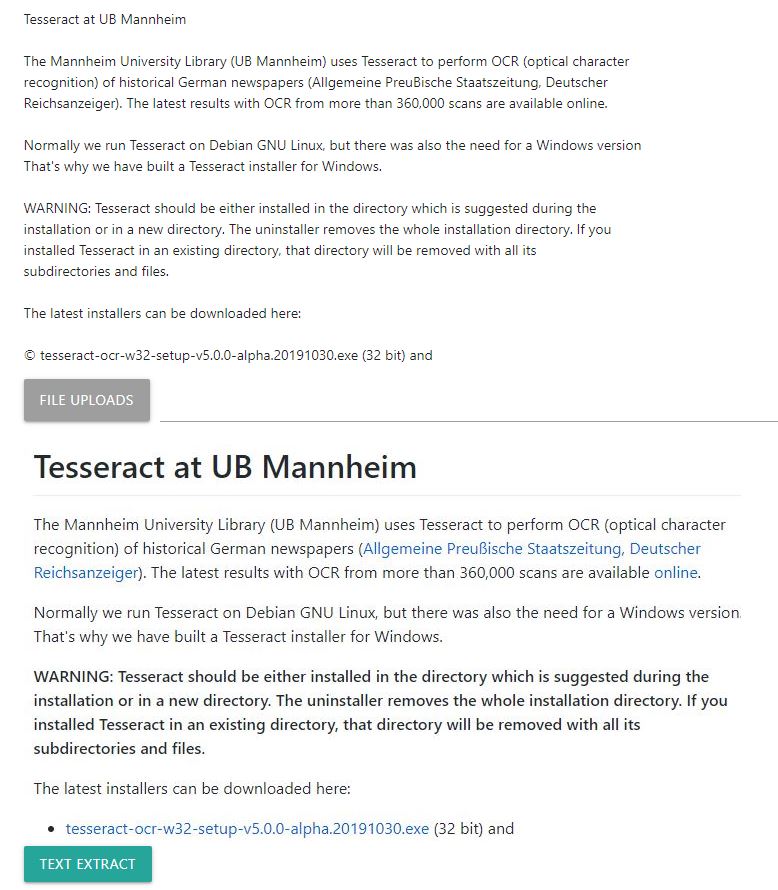 Tesseract at UB Mannheim
The Mannheim University Library (UB Mannheim) uses Tesseract to perform OCR (optical character
recognition) of historical German newspapers (Allgemeine PreuBische Staatszeitung, Deutscher
Reichsanzeiger). The latest results with OCR from more than 360,000 scans are available online.
Normally we run Tesseract on Debian GNU Linux, but there was also the need for a Windows version
That's why we have built a Tesseract installer for Windows.
WARNING: Tesseract should be either installed in the directory which is suggested during the
installation or in a new directory. The uninstaller removes the whole installation directory. If you
installed Tesseract in an existing directory, that directory will be removed with all its
subdirectories and files.
The latest installers can be downloaded here:
© tesseract-ocr-w32-setup-v5.0.0-alpha.20191030.exe (32 bit) and
FILE UPLOADS
Tesseract at UB Mannheim
The Mannheim University Library (UB Mannheim) uses Tesseract to perform OCR (optical character
recognition) of historical German newspapers (Allgemeine Preußische Staatszeitung, Deutscher
Reichsanzeiger). The latest results with OCR from more than 360,000 scans are available online.
Normally we run Tesseract on Debian GNU Linux, but there was also the need for a Windows version.
That's why we have built a Tesseract installer for Windows.
WARNING: Tesseract should be either installed in the directory which is suggested during the
installation or in a new directory. The uninstaller removes the whole installation directory. If you
installed Tesseract in an existing directory, that directory will be removed with all its
subdirectories and files.
The latest installers can be downloaded here:
• tesseract-ocr-w32-setup-v5.0.0-alpha.20191030.exe (32 bit) and
TEXT EXTRACT